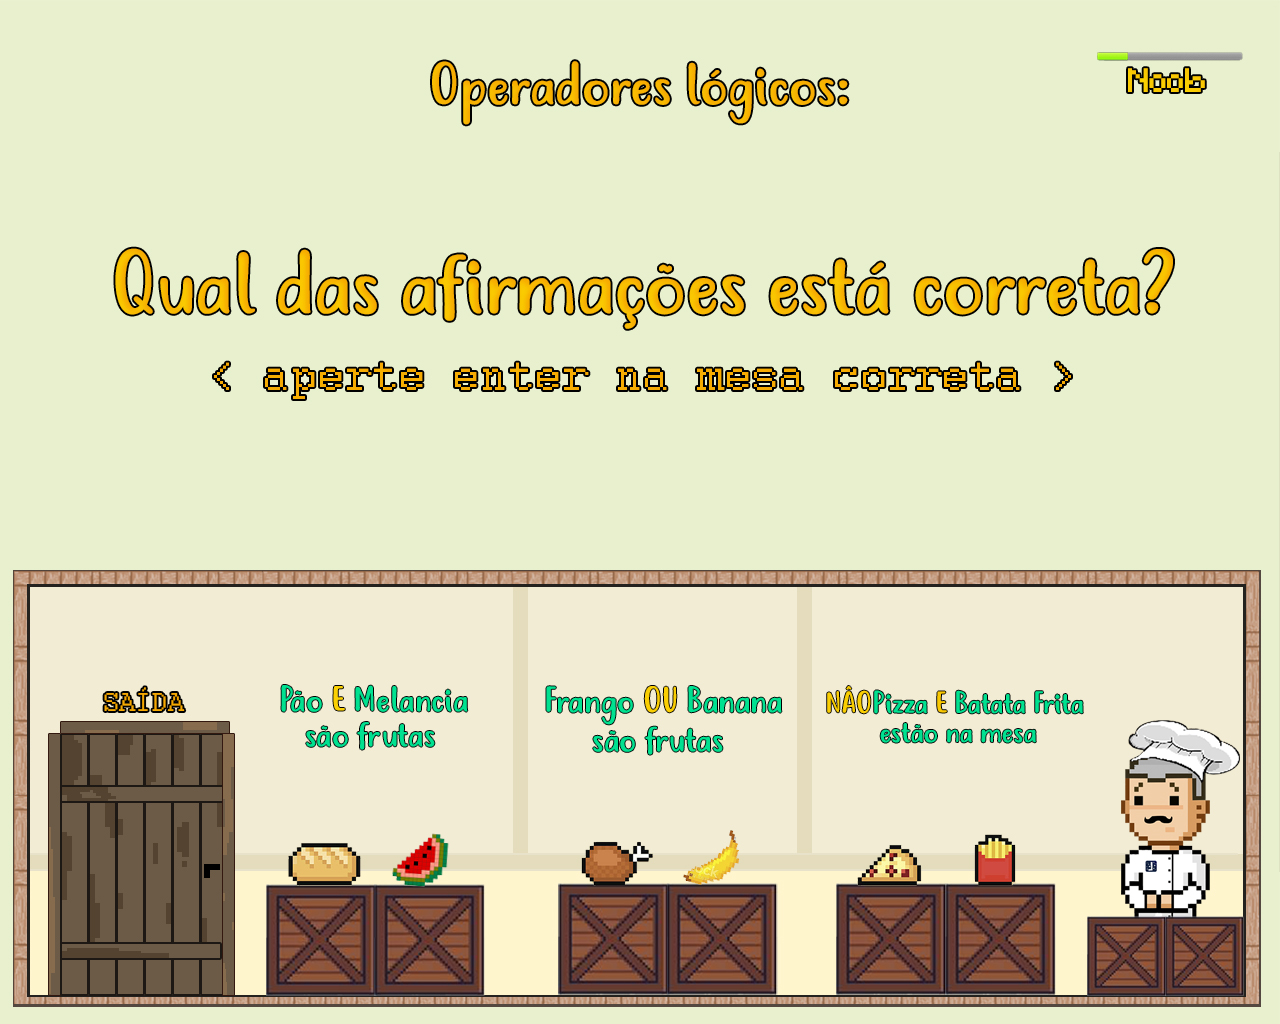 Operadores lógicos:
Noob
Qual das afirmações está correta?
< aperte enter na mesa correta >
SAÍDA
Pão E Melancia
são frutas
Frango OU Banana
são frutas
NÂOPizza E Batata Frita
estão na mesa